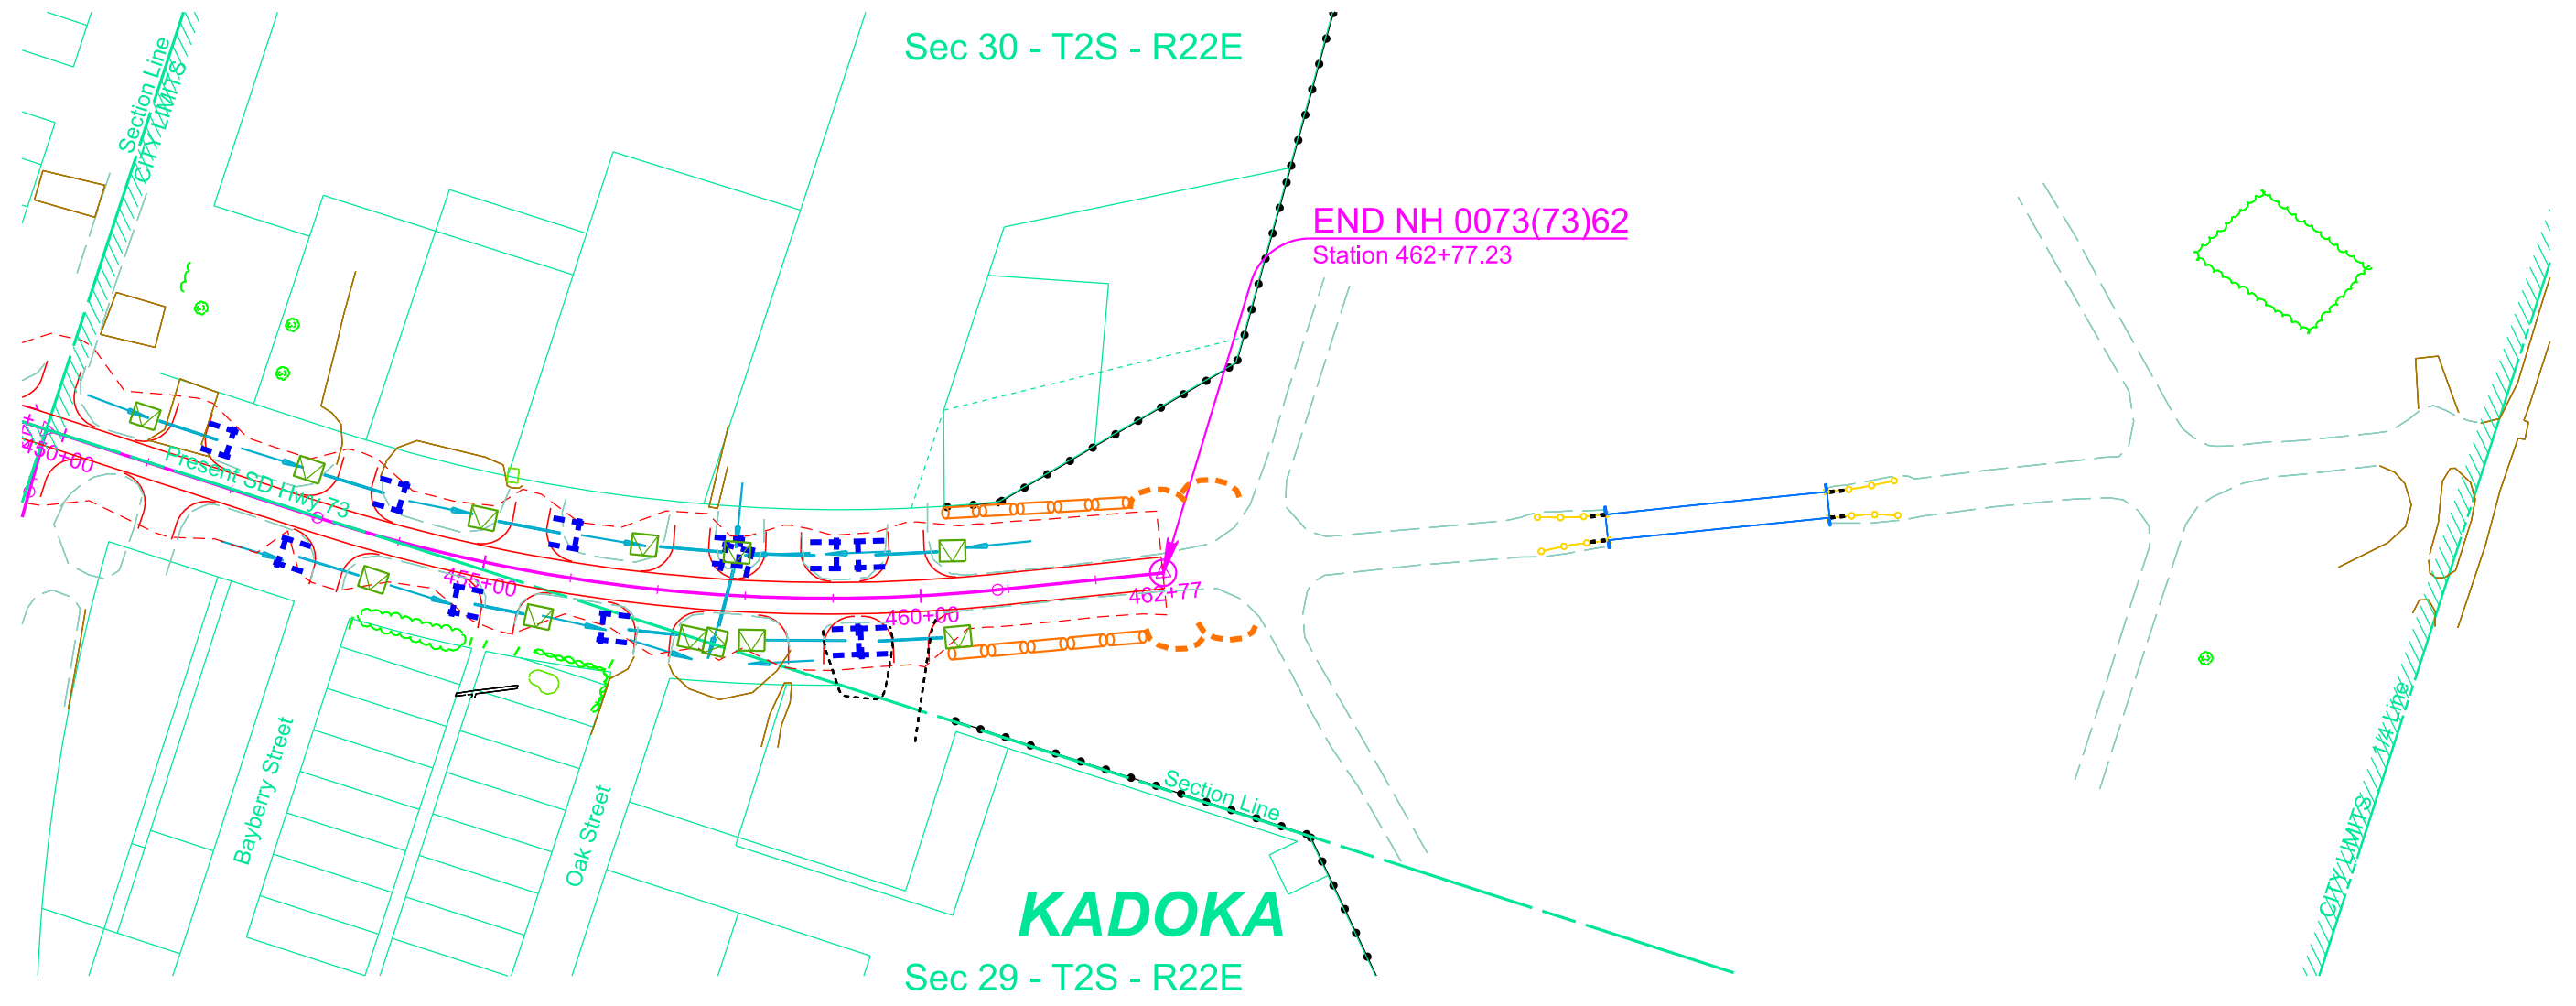 Sec 30 - T2S - R22E
Section Line
CITY LIMITS
END NH 0073(73)62
Station 462+77.23
450+00
Present SD Hwy 73
455+00
460+00
462+77
Bayberry Street
Oak Street
Section Line
1/4 Line
CITY LIMITS
KADOKA
Sec 29 - T2S - R22E